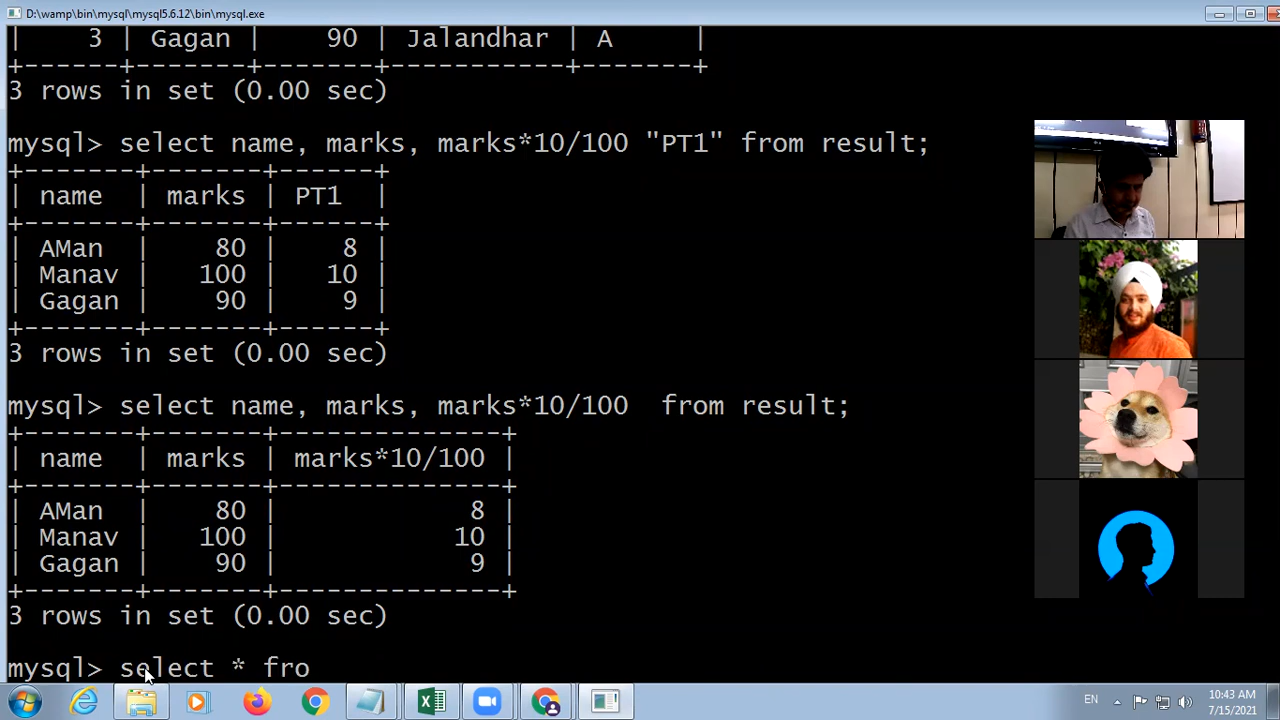 D:\wamp\bin\mysql\mysql5.6.12\bin\mysql.exe
|     3 | Gagan |     90 | Jalandhar | A     |
+-------+-------+--------+-----------+-------+
3 rows in set (0.00 sec)
mysql> select name, marks, marks*10/100 "PT1" from result;
+-------+-------+------+
| name  | marks | PT1  |
+-------+-------+------+
| AMan  |    80 |    8 |
| Manav |   100 |   10 |
| Gagan |    90 |    9 |
+-------+-------+------+
3 rows in set (0.00 sec)
mysql> select name, marks, marks*10/100  from result;
+-------+-------+--------------+
| name  | marks | marks*10/100 |
+-------+-------+--------------+
| AMan  |    80 |            8 |
| Manav |   100 |           10 |
| Gagan |    90 |            9 |
+-------+-------+--------------+
3 rows in set (0.00 sec)
mysql> select * fro
EN
10:43 AM
7/15/2021